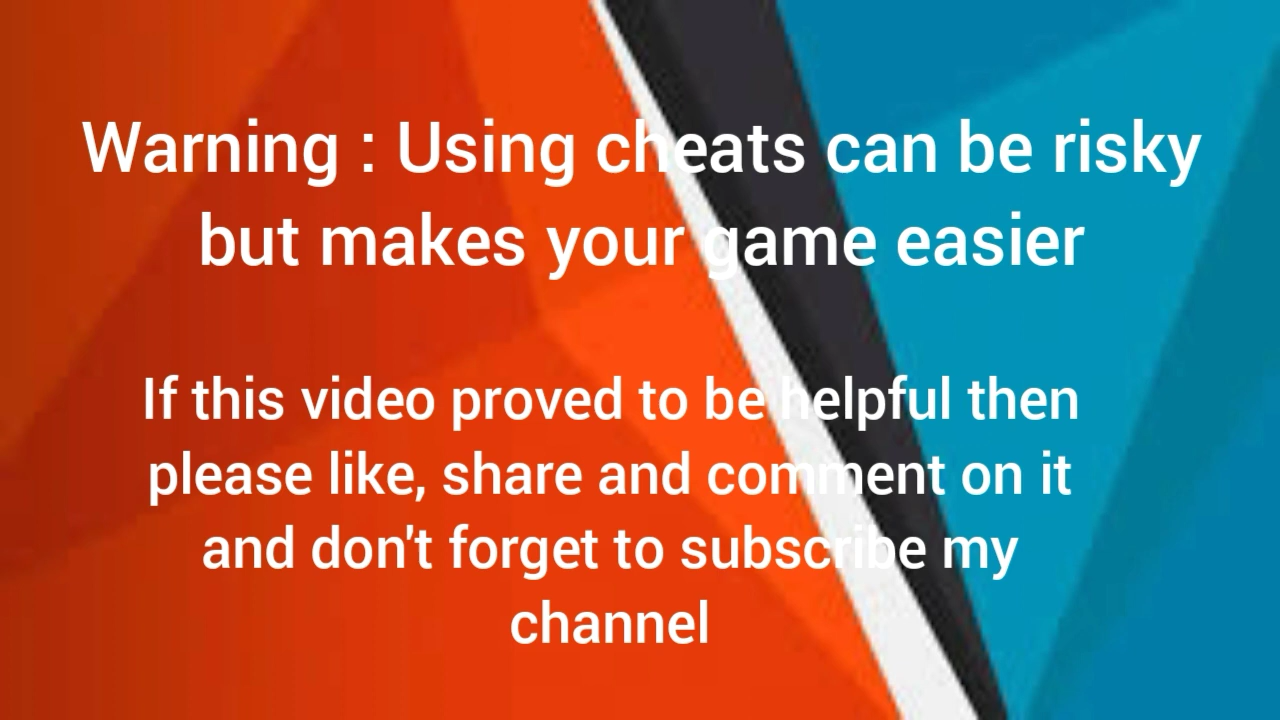 Warning : Using cheats can be risky
but makes your game easier
If this video proved to be helpful then
please like, share and comment on it
and don't forget to subscribe my
channel